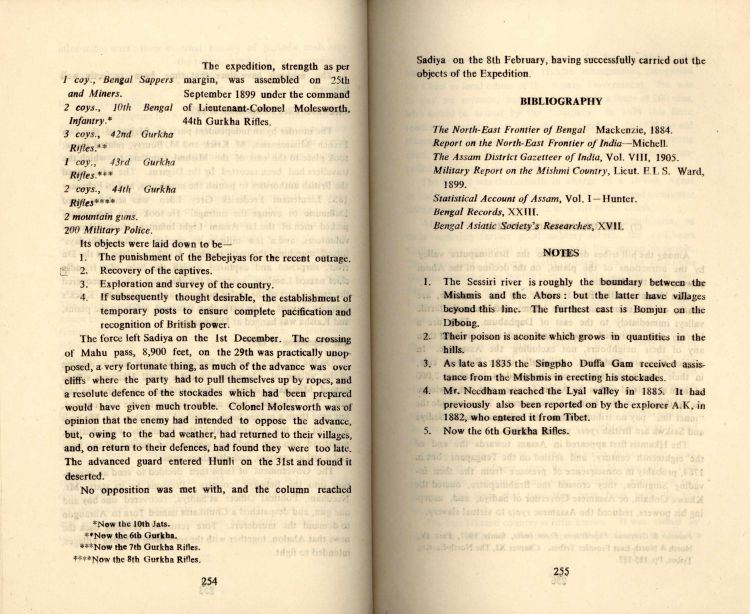 The expedition, strength as per
1 coy., Bengal Sappers margin, was assembled on 25th
and Miners. September 1899 under the command
2 coys., 10th Bengal of Lieutenant-Colonel Molesworth,
Infantry.* 44th Gurkha Rifles.
3 coys., 42nd Gurkha
Rifles.**
1 coy., 43rd Gurkha
Rifles.***
2 coys., 44th Gurkha
Rifles****
2 mountain guns.
200 Military Police.
Its objects were laid down to be—
1. The punishment of the Bebejiyas for the recent outrage.
2. Recovery of the captives.
3. Exploration and survey of the country.
4. If subsequently thought desirable, the establishment of
temporary posts to ensure complete pacification and
recognition of British power.
The force left Sadiya on the 1st December. The crossing
of Mahu pass, 8,900 feet, on the 29th was practically unop-
posed, a very fortunate thing, as much of the advance was over
cliffs where the party had to pull themselves up by ropes, and
a resolute defence of the stockades which had been prepared
would have given much trouble. Colonel Molesworth was of
opinion that the enemy had intended to oppose the advance,
but, owing to the bad weather, had returned to their villages,
and, on return to their defences, had found they were too late.
The advanced guard entered Hunli on the 31st and found it
deserted.
No opposition was met with, and the column reached
*Now the 10th Jats.
**Now the 6th Gurkha.
***Now the 7th Gurkha Rifles.
****Now the 8th Gurkha Rifles.
254
Sadiya on the 8th February, having successfully carried out the
objects of the Expedition.
BIBLIOGRAPHY
The North-East Frontier of Bengal Mackenzie, 1884.
Report on the North-East Frontier of India—Michell.
The Assam District Gazetteer of India, Vol. VIII, 1905.
Military Report on the Mishmi Country, Lieut. E.L S. Ward,
1899.
Statistical Account of Assam, Vol. I—Hunter.
Bengal Records, XXIII.
Bengal Asiatic Society's Researches, XVII.
NOTES
1. The Sessiri river is roughly the boundary between the
Mishmis and the Abors : but the latter have villages
beyond this line. The furthest east is Bomjur on the
Dibong.
2. Their poison is aconite which grows in quantities in the
hills.
3. As late as 1835 the Singpho Duffa Gam received assis-
tance from the Mishmis in erecting his stockades.
4. Mr. Needham reached the Lyal valley in 1885. It had
previously also been reported on by the explorer A.K, in
1882, who entered it from Tibet.
5. Now the 6th Gurkha Rifles.
255